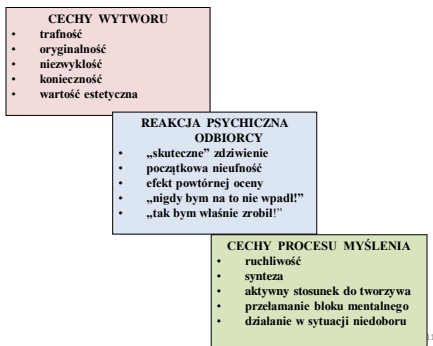 CECHY WYTWORU
• trafność
• oryginalność
• niezwykłość
• konieczność
• wartość estetyczna
REAKCJA PSYCHICZNA
ODBIORCY
• „skuteczne” zdziwienie
• początkowa nieufność
• efekt powtórnej oceny
• „nigdy bym na to nie wpadł!”
• „tak bym właśnie zrobił!”
CECHY PROCESU MYŚLENIA
• ruchliwość
• synteza
• aktywny stosunek do tworzywa
• przełamanie bloku mentalnego
• działanie w sytuacji niedoboru